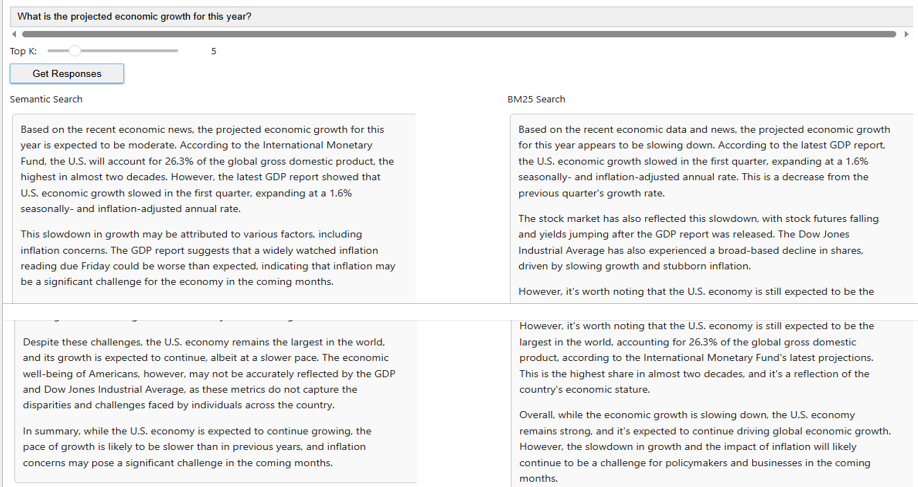 What is the projected economic growth for this year?
Top K:
5
Get Responses
Semantic Search
Based on the recent economic news, the projected economic growth for this
year is expected to be moderate. According to the International Monetary
Fund, the U.S. will account for 26.3% of the global gross domestic product, the
highest in almost two decades. However, the latest GDP report showed that
U.S. economic growth slowed in the first quarter, expanding at a 1.6%
seasonally- and inflation-adjusted annual rate.
This slowdown in growth may be attributed to various factors, including
inflation concerns. The GDP report suggests that a widely watched inflation
reading due Friday could be worse than expected, indicating that inflation may
be a significant challenge for the economy in the coming months.
Despite these challenges, the U.S. economy remains the largest in the world,
and its growth is expected to continue, albeit at a slower pace. The economic
well-being of Americans, however, may not be accurately reflected by the GDP
and Dow Jones Industrial Average, as these metrics do not capture the
disparities and challenges faced by individuals across the country.
In summary, while the U.S. economy is expected to continue growing, the
pace of growth is likely to be slower than in previous years, and inflation
concerns may pose a significant challenge in the coming months.
BM25 Search
Based on the recent economic data and news, the projected economic growth
for this year appears to be slowing down. According to the latest GDP report,
the U.S. economic growth slowed in the first quarter, expanding at a 1.6%
seasonally- and inflation-adjusted annual rate. This is a decrease from the
previous quarter's growth rate.
The stock market has also reflected this slowdown, with stock futures falling
and yields jumping after the GDP report was released. The Dow Jones
Industrial Average has also experienced a broad-based decline in shares,
driven by slowing growth and stubborn inflation.
However, it's worth noting that the U.S. economy is still expected to be the
However, it's worth noting that the U.S. economy is still expected to be the
largest in the world, accounting for 26.3% of the global gross domestic
product, according to the International Monetary Fund's latest projections.
This is the highest share in almost two decades, and it's a reflection of the
country's economic stature.
Overall, while the economic growth is slowing down, the U.S. economy
remains strong, and it's expected to continue driving global economic growth.
However, the slowdown in growth and the impact of inflation will likely
continue to be a challenge for policymakers and businesses in the coming
months.